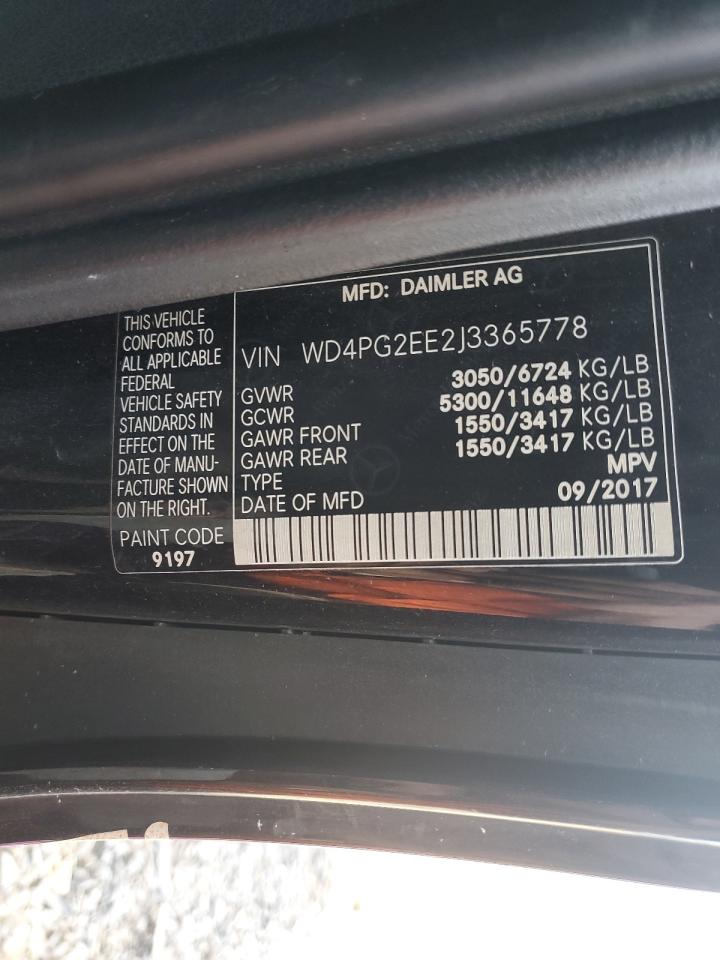 MFD: DAIMLER AG
THIS VEHICLE
CONFORMS TO
ALL APPLICABLE
FEDERAL
VEHICLE SAFETY
STANDARDS IN
EFFECT ON THE
DATE OF MANU-
FACTURE SHOWN
ON THE RIGHT.
PAINT CODE
9197
VIN WD4PG2EE2J3365778
GVWR 3050/6724 KG/LB
GCWR 5300/11648 KG/LB
GAWR FRONT 1550/3417 KG/LB
GAWR REAR 1550/3417 KG/LB
TYPE MPV
DATE OF MFD 09/2017